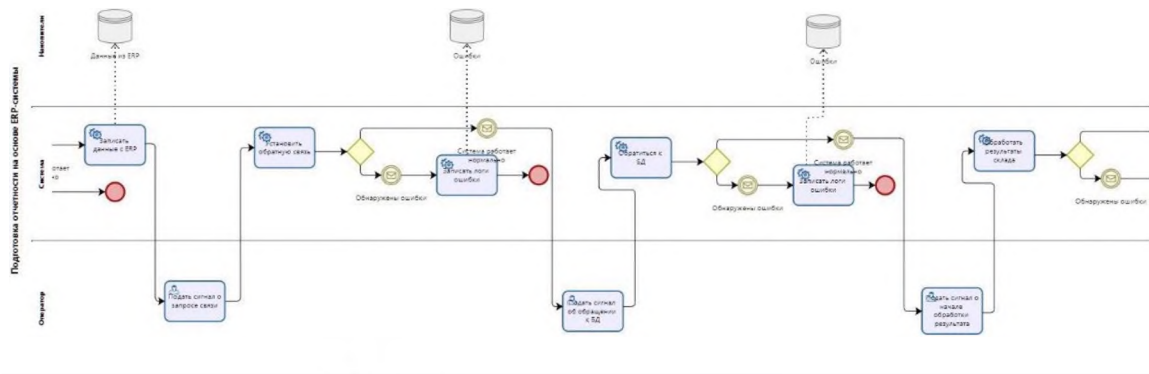 Подготовка отчетности на основе ERP-системы
Накопители
Данные из ERP
Ошибки
Ошибки
Система
ответ
Записать
данные с ERP
Установить
обратную связь
Система работает
нормально
Записать логи
ошибки
Обнаружены ошибки
Обратиться к
БД
Система работает
нормально
Записать логи
ошибки
Обнаружены ошибки
Обработать
результаты
склада
Обнаружены ошибки
Оператор
Подать сигнал о
запросе связи
Подать сигнал
об обращении
к БД
Подать сигнал о
начале
обработки
результата